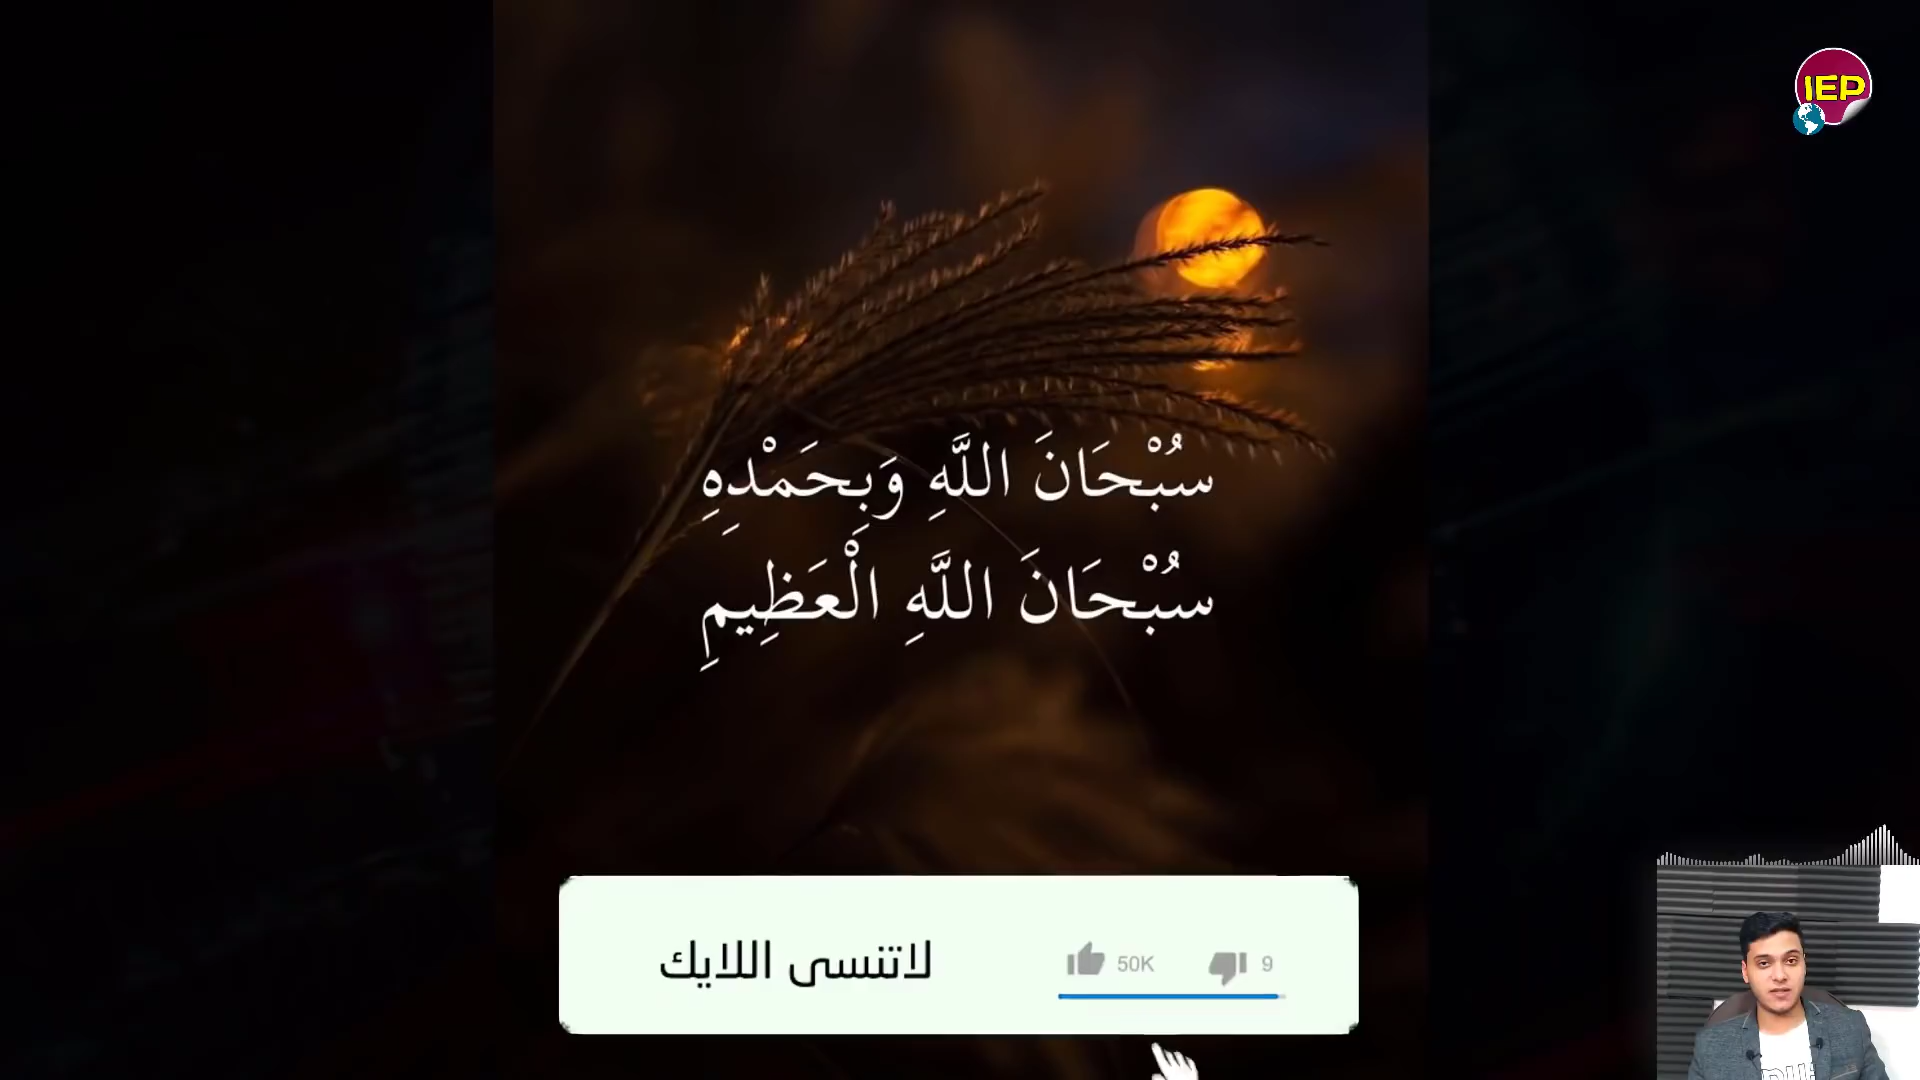 IEP
سُبْحَانَ اللَّهِ وَبِحَمْدِهِ
سُبْحَانَ اللَّهِ الْعَظِيمِ
لاتنسى اللايك
50K
9